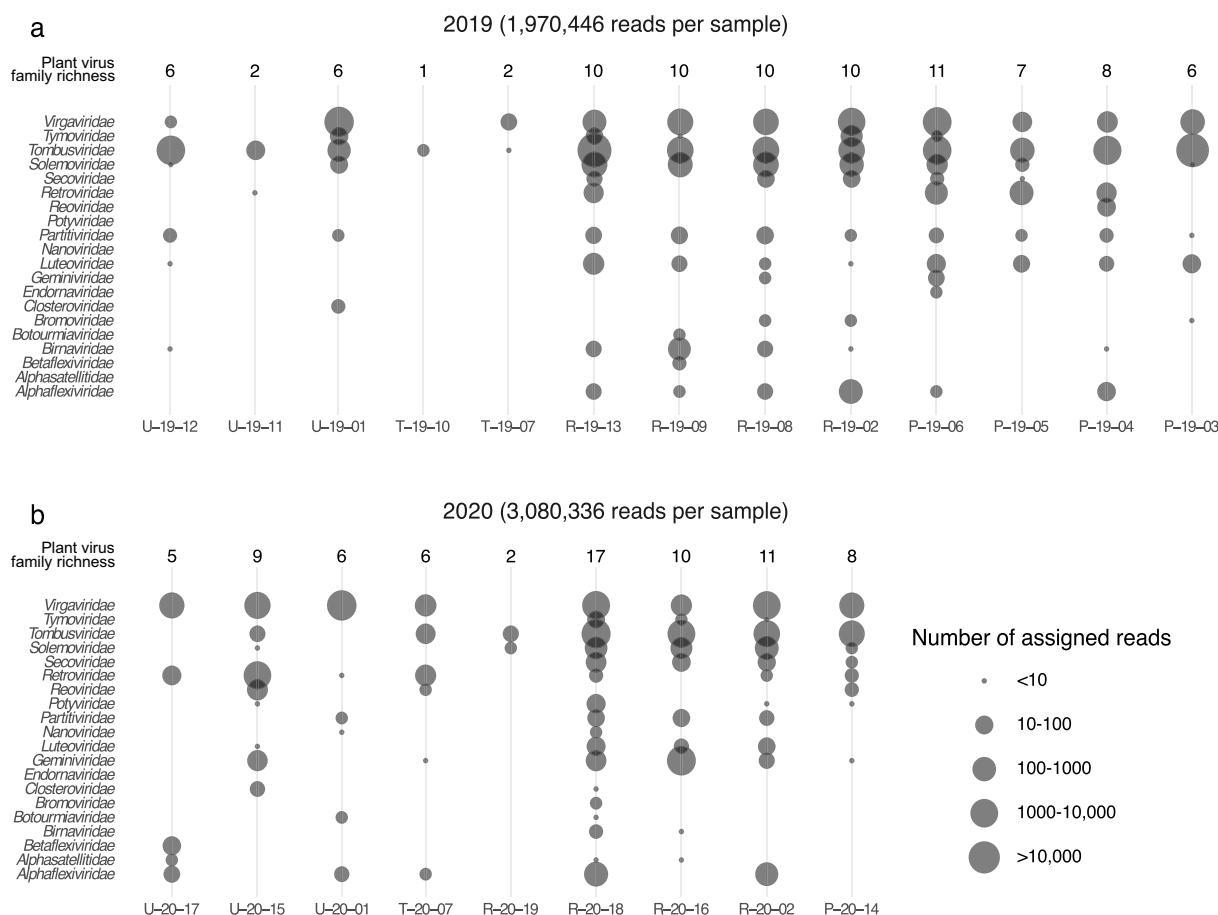 a
2019 (1,970,446 reads per sample)
Plant virus
family richness
6 2 6 1 2 10 10 10 10 11 7 8 6
Virgaviridae
Tymoviridae
Tombusviridae
Solemoviridae
Secoviridae
Retroviridae
Reoviridae
Potyviridae
Partitiviridae
Nanoviridae
Luteoviridae
Geminiviridae
Endornaviridae
Closteroviridae
Bromoviridae
Botourmiaviridae
Birnaviridae
Betaflexiviridae
Alphasatellitidae
Alphaflexiviridae
U–19–12 U–19–11 U–19–01 T–19–10 T–19–07 R–19–13 R–19–09 R–19–08 R–19–02 P–19–06 P–19–05 P–19–04 P–19–03
b
2020 (3,080,336 reads per sample)
Plant virus
family richness
5 9 6 6 2 17 10 11 8
Virgaviridae
Tymoviridae
Tombusviridae
Solemoviridae
Secoviridae
Retroviridae
Reoviridae
Potyviridae
Partitiviridae
Nanoviridae
Luteoviridae
Geminiviridae
Endornaviridae
Closteroviridae
Bromoviridae
Botourmiaviridae
Birnaviridae
Betaflexiviridae
Alphasatellitidae
Alphaflexiviridae
U–20–17 U–20–15 U–20–01 T–20–07 R–20–19 R–20–18 R–20–16 R–20–02 P–20–14
Number of assigned reads
<10
10-100
100-1000
1000-10,000
>10,000